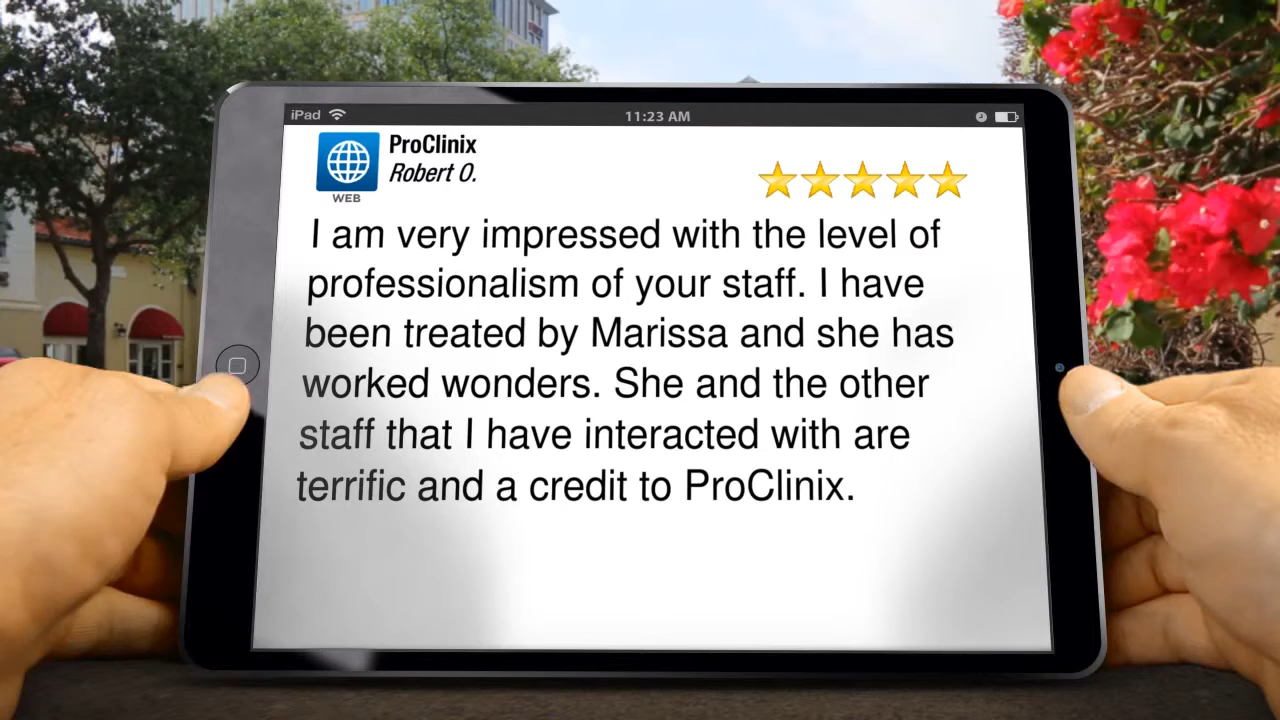 iPad 11:23 AM
ProClinix
Robert O.
WEB
I am very impressed with the level of
professionalism of your staff. I have
been treated by Marissa and she has
worked wonders. She and the other
staff that I have interacted with are
terrific and a credit to ProClinix.